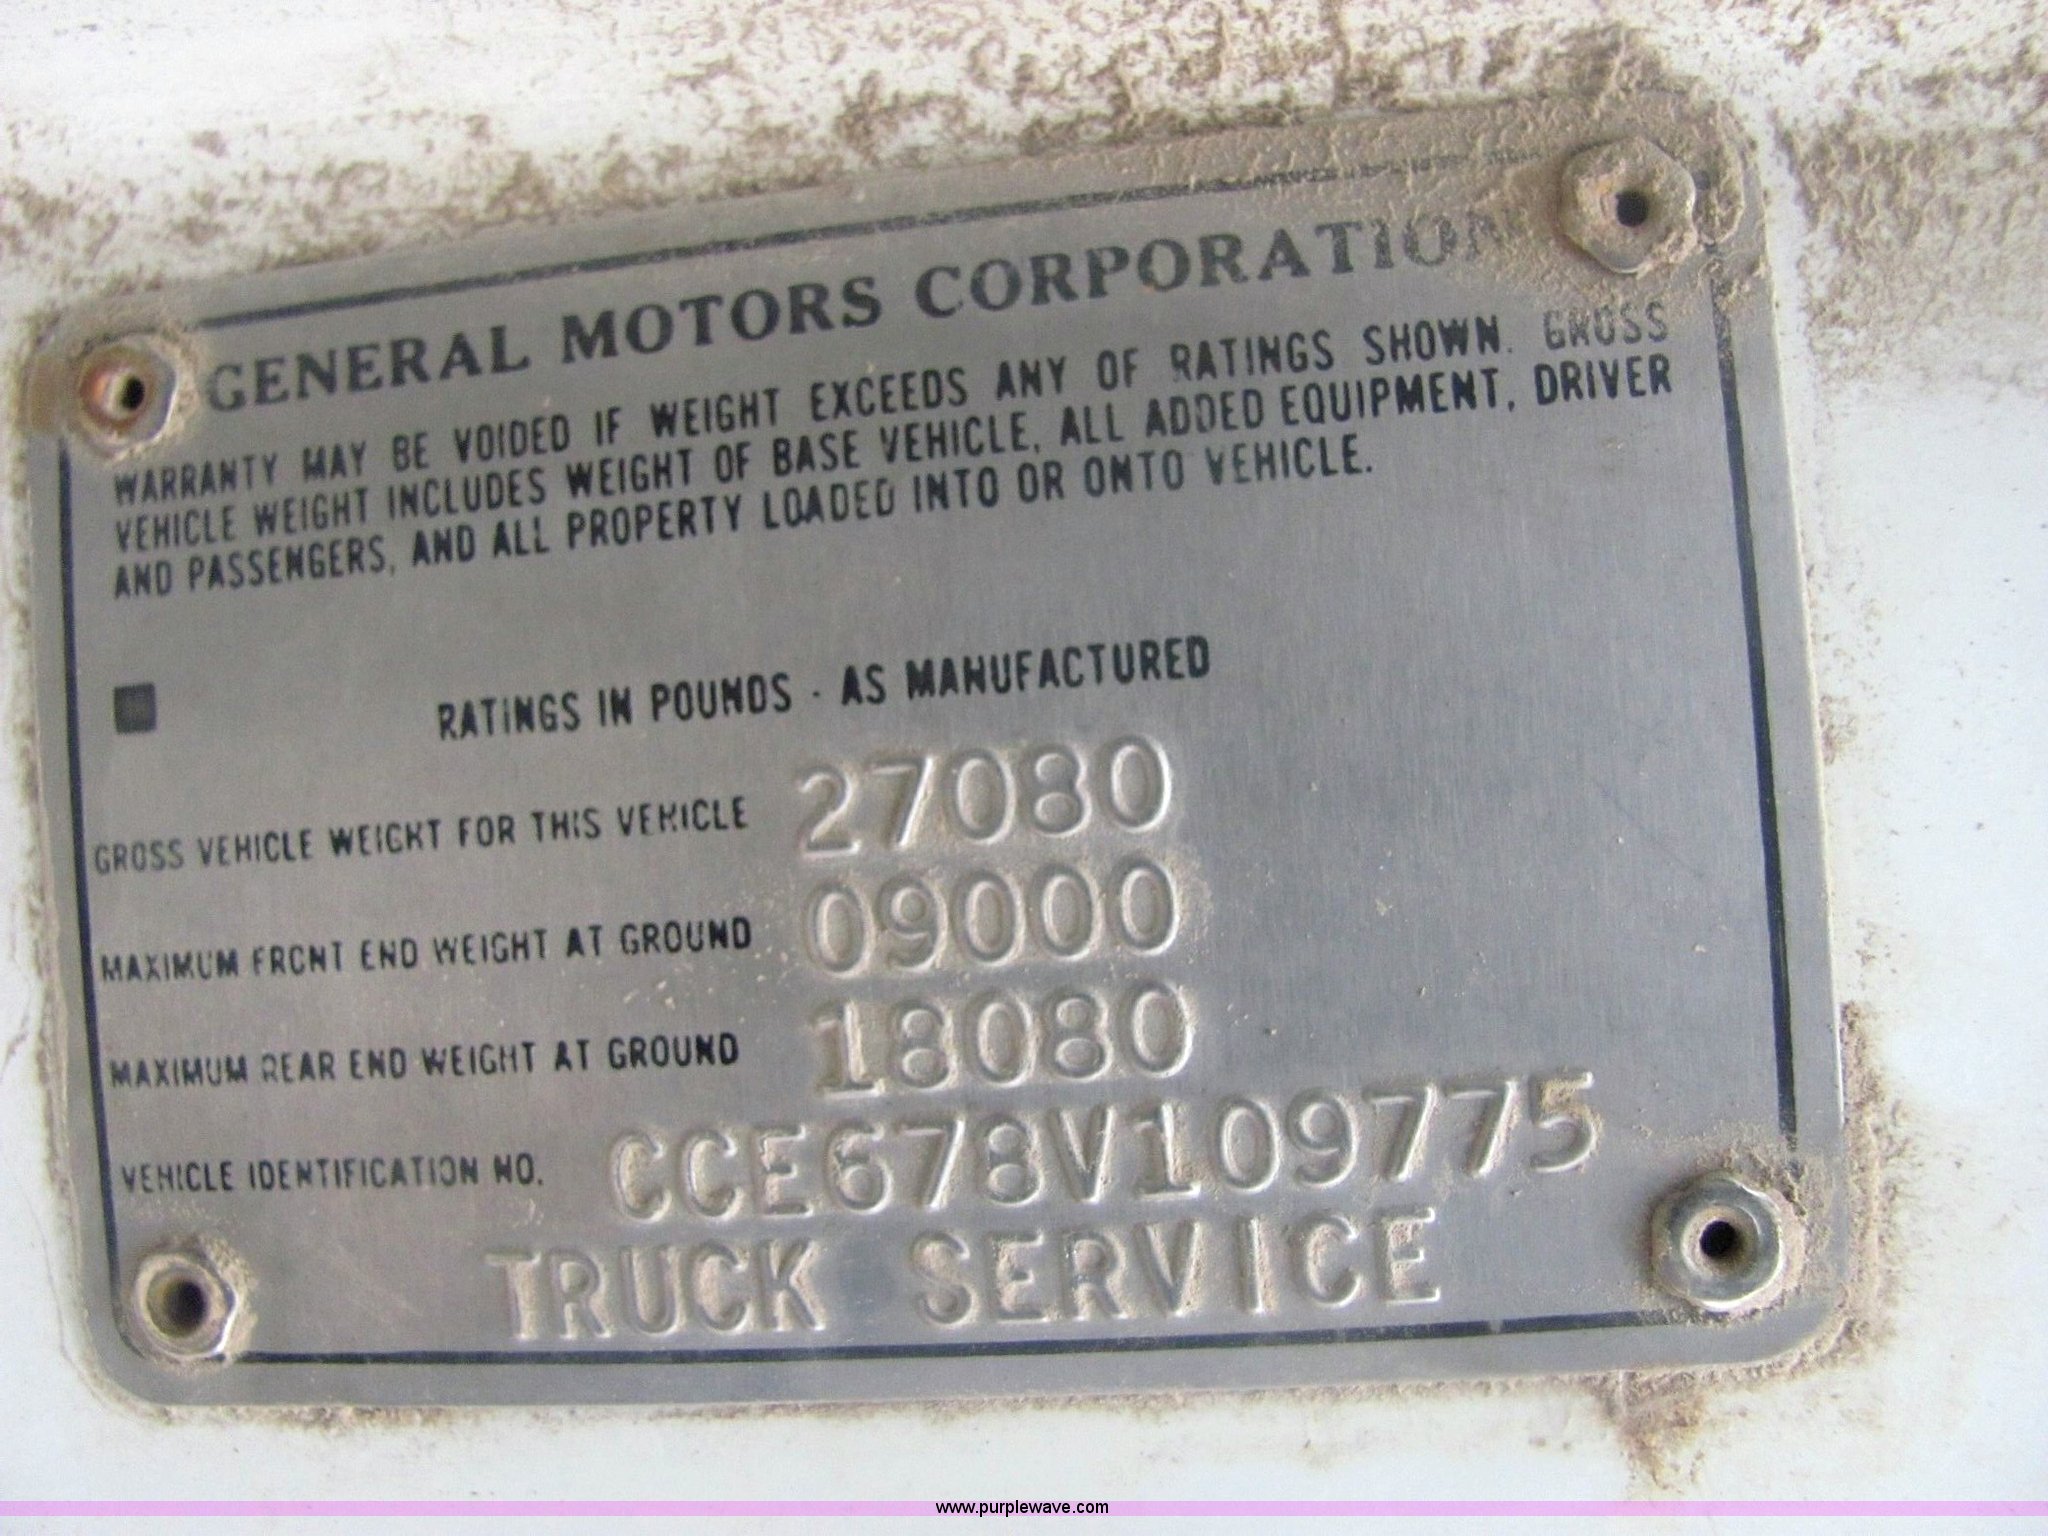 GENERAL MOTORS CORPORATION
WARRANTY MAY BE VOIDED IF WEIGHT EXCEEDS ANY OF RATINGS SHOWN. GROSS
VEHICLE WEIGHT INCLUDES WEIGHT OF BASE VEHICLE, ALL ADDED EQUIPMENT, DRIVER
AND PASSENGERS, AND ALL PROPERTY LOADED INTO OR ONTO VEHICLE.
RATINGS IN POUNDS - AS MANUFACTURED
GROSS VEHICLE WEIGHT FOR THIS VEHICLE 27080
MAXIMUM FRONT END WEIGHT AT GROUND 09000
MAXIMUM REAR END WEIGHT AT GROUND 18080
VEHICLE IDENTIFICATION NO. CCE678V109775
TRUCK SERVICE
www.purplewave.com